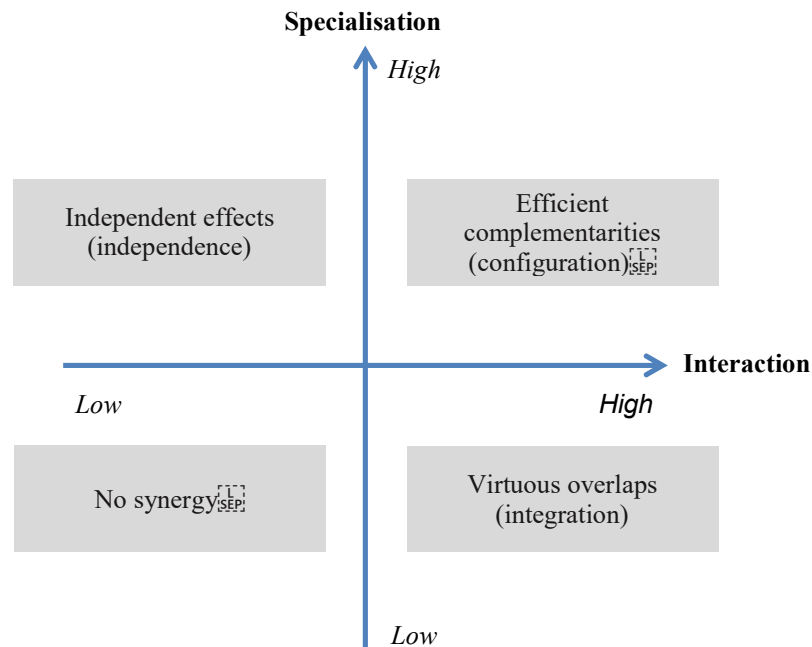 Specialisation
High
Independent effects
(independence)
Efficient
complementarities
(configuration)
Interaction
Low
High
No synergy
Virtuous overlaps
(integration)
Low